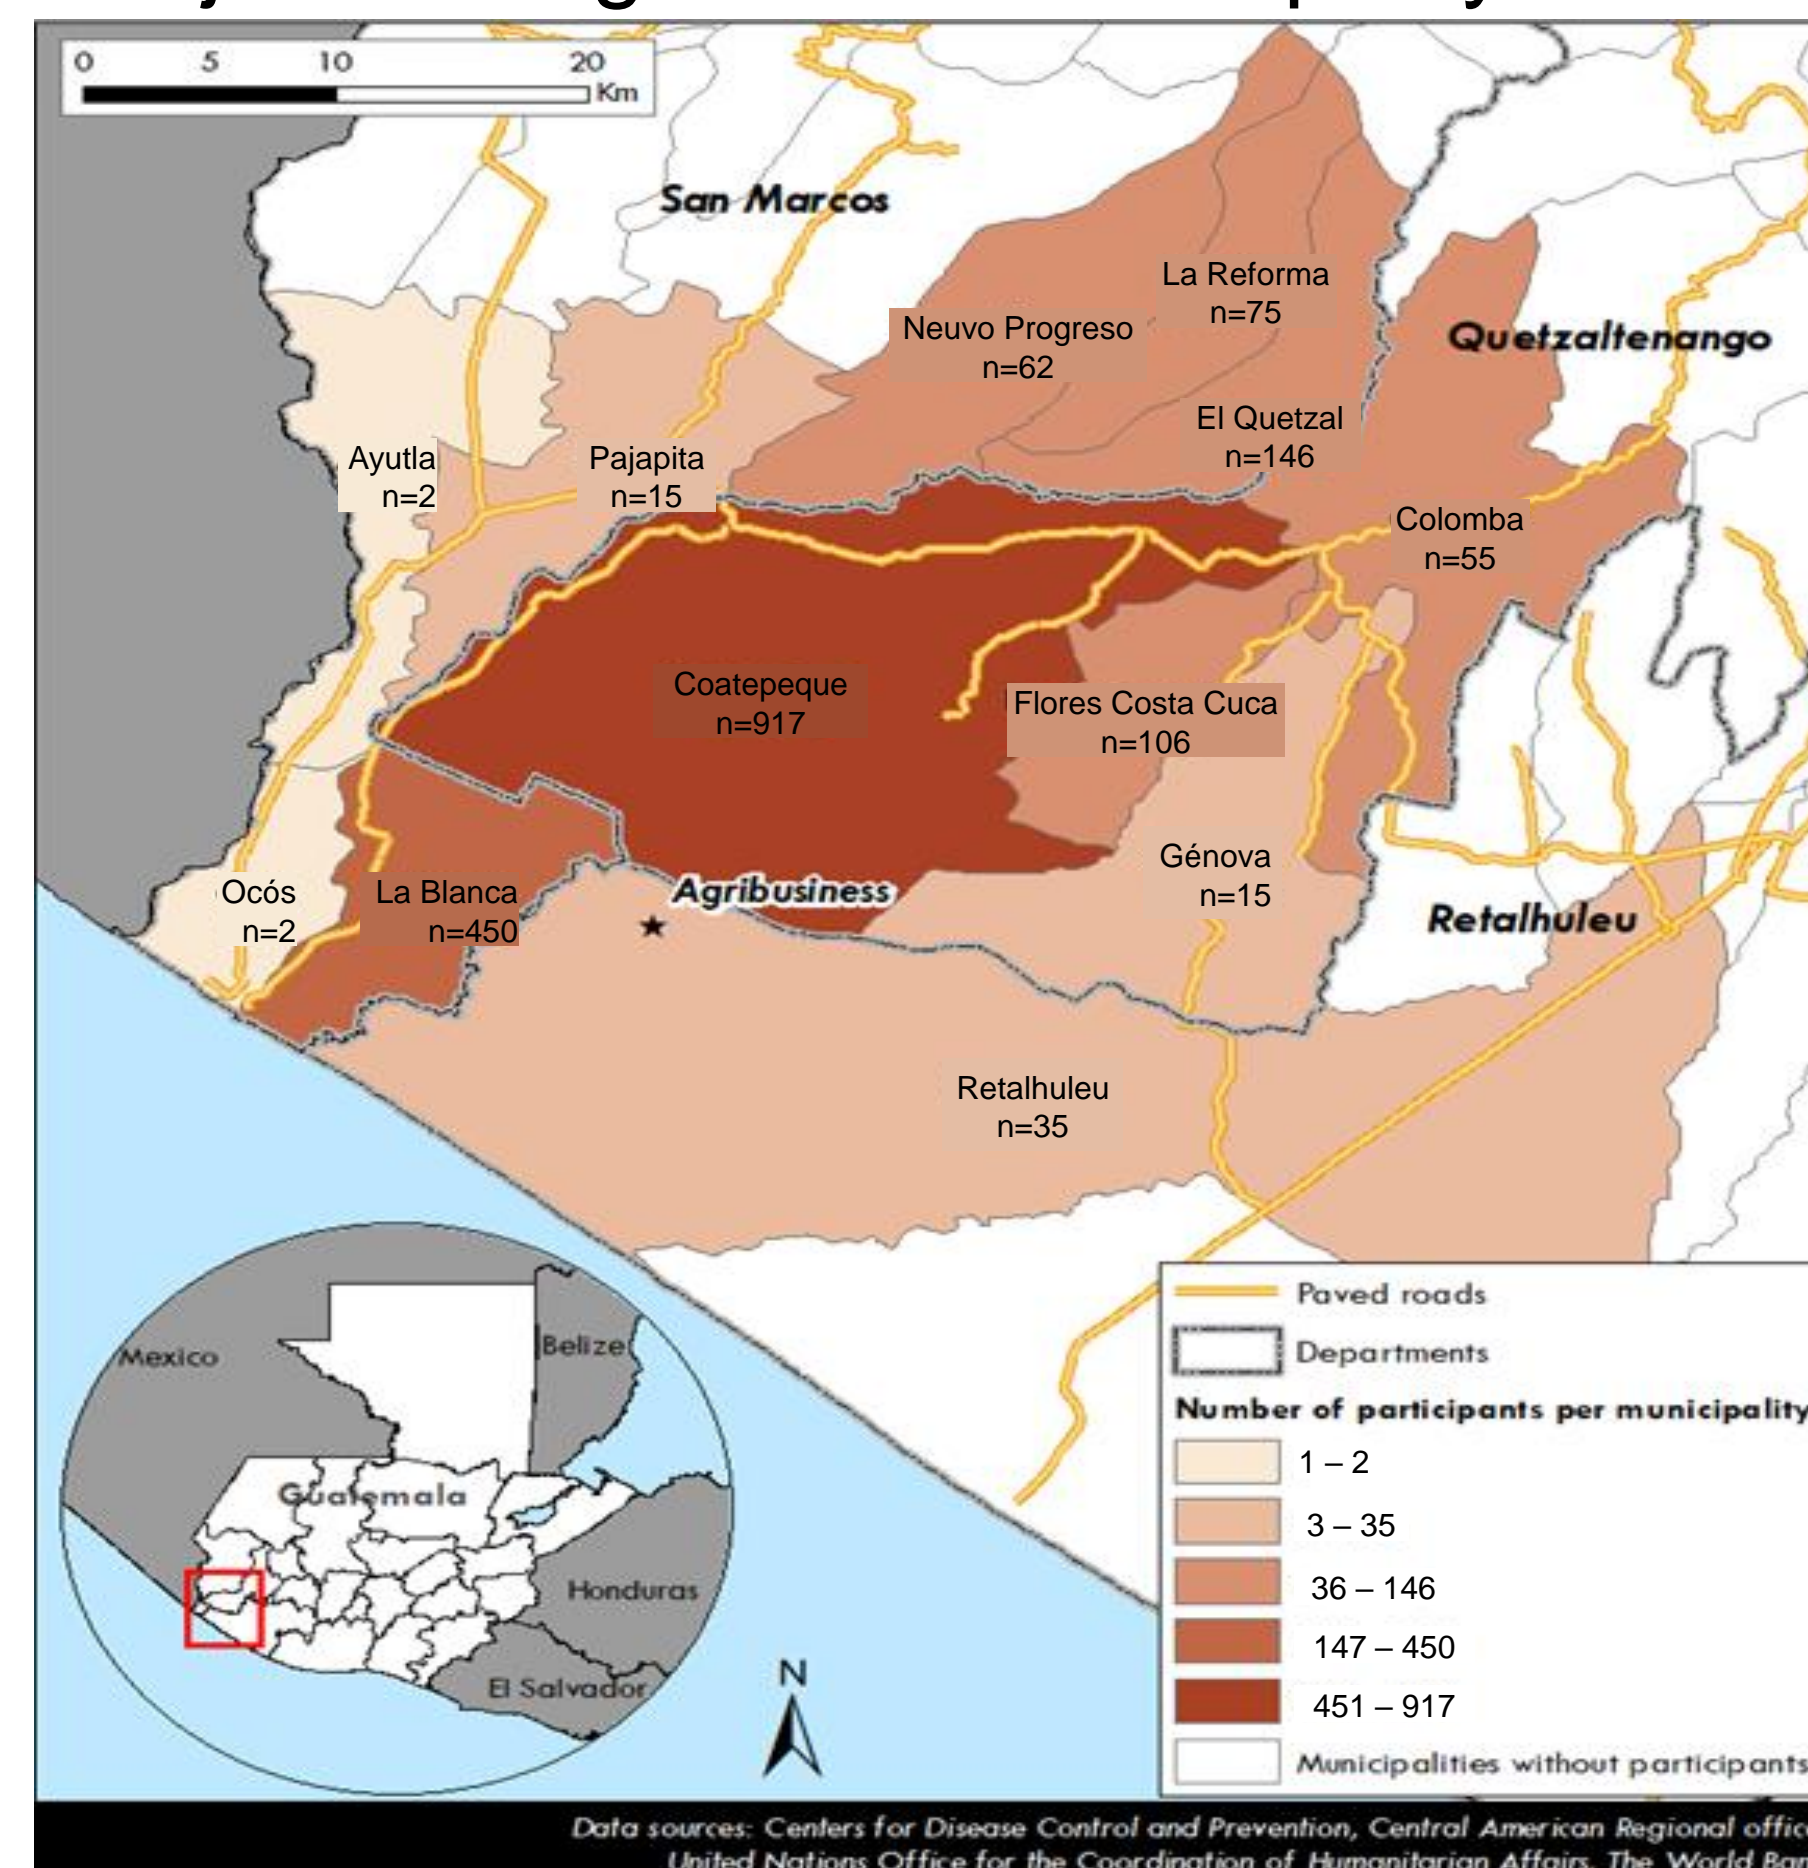 0 5 10 20
Km
San Marcos
La Reforma
n=75
Neuvo Progreso
n=62
Quetzaltenango
El Quetzal
n=146
Ayutla
n=2
Pajapita
n=15
Colomba
n=55
Coatepeque
n=917
Flores Costa Cuca
n=106
Génova
n=15
Ocós
n=2
La Blanca
n=450
Agribusiness
Retalhuleu
Retalhuleu
n=35
Mexico
Belize
Guatemala
Honduras
El Salvador
N
Paved roads
Departments
Number of participants per municipality
1 – 2
3 – 35
36 – 146
147 – 450
451 – 917
Municipalities without participants
Data sources: Centers for Disease Control and Prevention, Central American Regional
United Nations Office for the Coordination of Humanitarian Affairs, The World